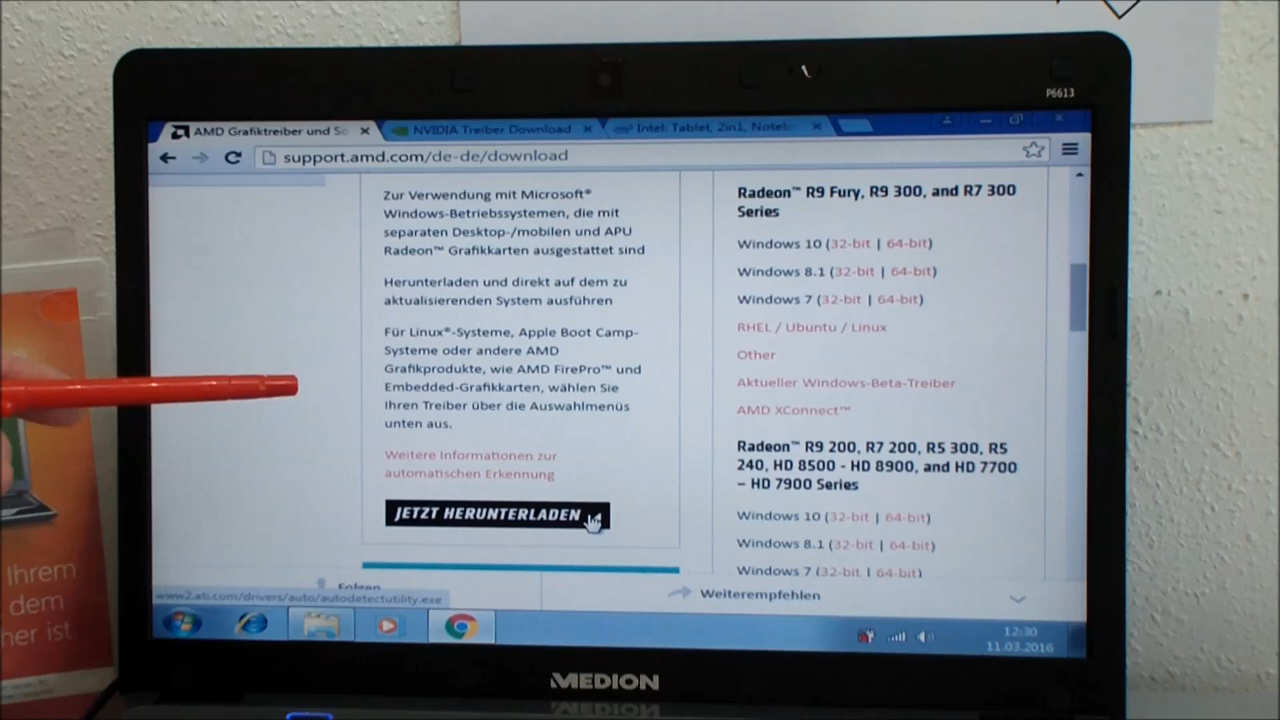 P6613
AMD Grafiktreiber und So
NVIDIA Treiber Download
Intel: Tablet, 2in1, Noteb
support.amd.com/de-de/download
Zur Verwendung mit Microsoft®
Windows-Betriebssystemen, die mit
separaten Desktop-/mobilen und APU
Radeon™ Grafikkarten ausgestattet sind
Herunterladen und direkt auf dem zu
aktualisierenden System ausführen
Für Linux®-Systeme, Apple Boot Camp-
Systeme oder andere AMD
Grafikprodukte, wie AMD FirePro™ und
Embedded-Grafikkarten, wählen Sie
Ihren Treiber über die Auswahlmenüs
unten aus.
Weitere Informationen zur
automatischen Erkennung
JETZT HERUNTERLADEN
Radeon™ R9 Fury, R9 300, and R7 300
Series
Windows 10 (32-bit | 64-bit)
Windows 8.1 (32-bit | 64-bit)
Windows 7 (32-bit | 64-bit)
RHEL / Ubuntu / Linux
Other
Aktueller Windows-Beta-Treiber
AMD XConnect™
Radeon™ R9 200, R7 200, R5 300, R5
240, HD 8500 - HD 8900, and HD 7700
– HD 7900 Series
Windows 10 (32-bit | 64-bit)
Windows 8.1 (32-bit | 64-bit)
Windows 7 (32-bit | 64-bit)
Folgen
Weiterempfehlen
www2.ati.com/drivers/auto/autodetectutility.exe
12:30
11.03.2016
MEDION
Ihrem
dem
her ist.